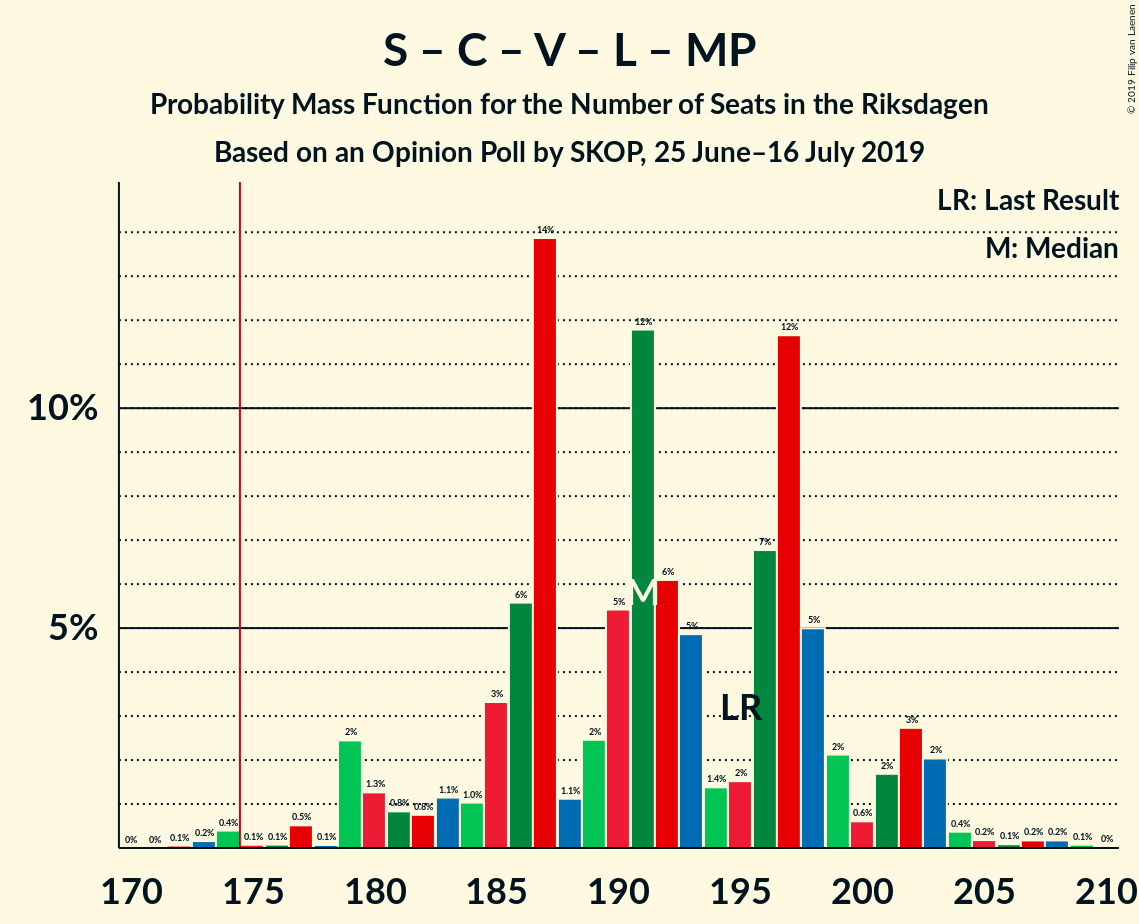 S – C – V – L – MP
Probability Mass Function for the Number of Seats in the Riksdagen
Based on an Opinion Poll by SKOP, 25 June–16 July 2019
© 2019 Filip van Laenen
LR: Last Result
M: Median
10%
5%
0% 0% 0.1% 0.2% 0.4% 0.1% 0.1% 0.5% 0.1% 2% 1.3% 0.8% 0.8% 1.1% 1.0% 3% 6% 14% 1.1% 2% 5% 12% 6% 5% 1.4% 2% 7% 12% 5% 2% 0.6% 2% 3% 2% 0.4% 0.2% 0.1% 0.2% 0.2% 0.1% 0%
M
LR
170 175 180 185 190 195 200 205 210